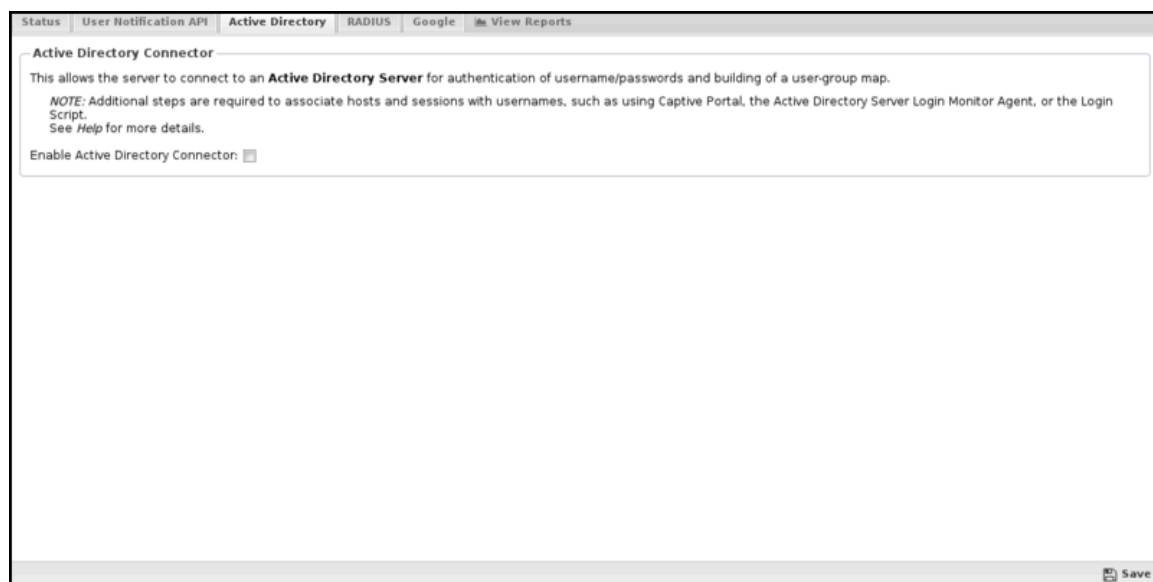 Status User Notification API Active Directory RADIUS Google View Reports
Active Directory Connector
This allows the server to connect to an Active Directory Server for authentication of username/passwords and building of a user-group map.
NOTE: Additional steps are required to associate hosts and sessions with usernames, such as using Captive Portal, the Active Directory Server Login Monitor Agent, or the Login
Script.
See Help for more details.
Enable Active Directory Connector:
Save